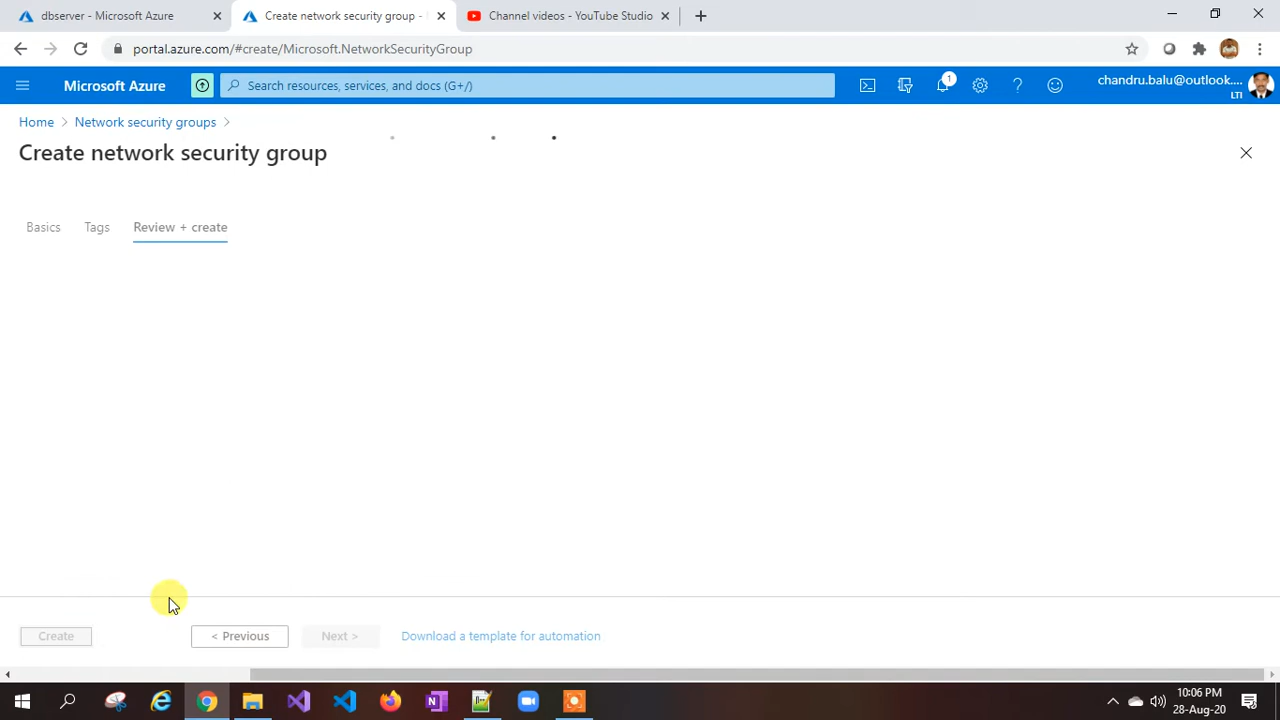 dbserver - Microsoft Azure
Create network security group -
Channel videos - YouTube Studio
portal.azure.com/#create/Microsoft.NetworkSecurityGroup
Microsoft Azure
Search resources, services, and docs (G+/)
1
chandru.balu@outlook....
LTI
Home > Network security groups >
Create network security group
Basics
Tags
Review + create
Create
< Previous
Next >
Download a template for automation
10:06 PM
28-Aug-20